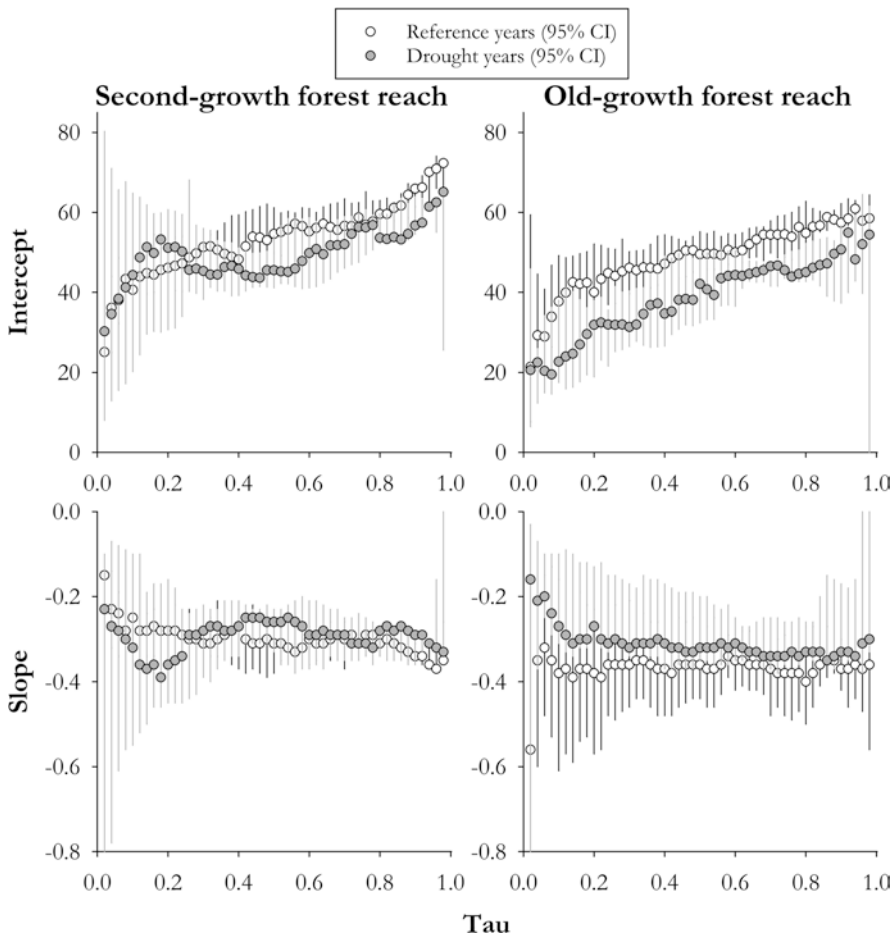 Reference years (95% CI)
Drought years (95% CI)
Second-growth forest reach
Old-growth forest reach
Intercept
80
60
40
20
0
0.0 0.2 0.4 0.6 0.8 1.0
80
60
40
20
0
0.0 0.2 0.4 0.6 0.8 1.0
Slope
0.0
-0.2
-0.4
-0.6
-0.8
0.0 0.2 0.4 0.6 0.8 1.0
0.0
-0.2
-0.4
-0.6
-0.8
0.0 0.2 0.4 0.6 0.8 1.0
Tau